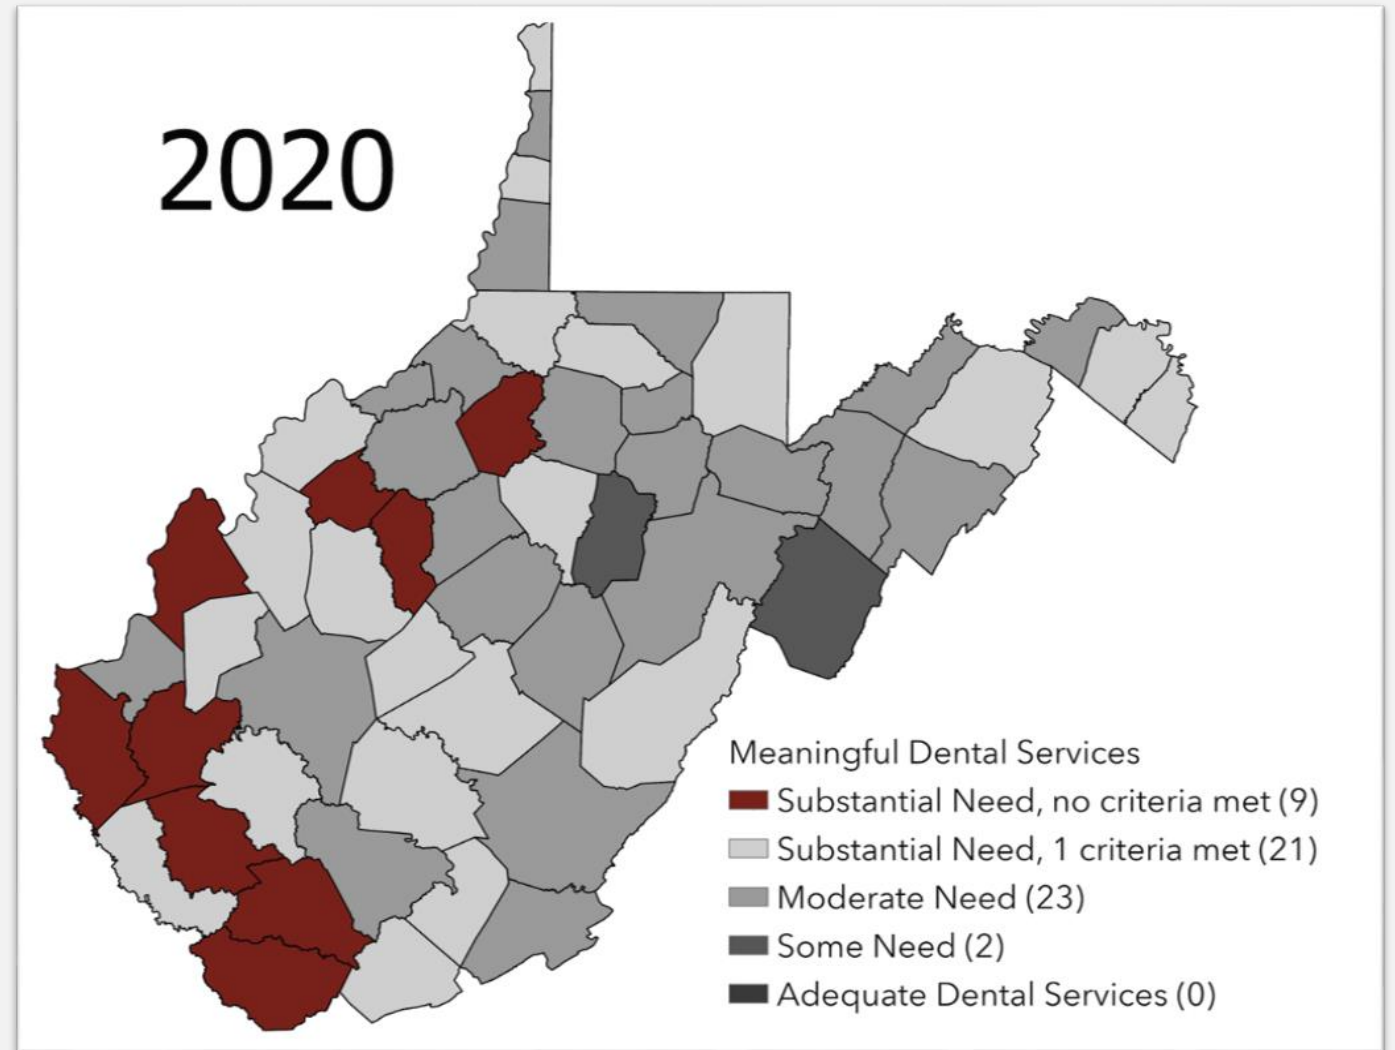 2020
Meaningful Dental Services
Substantial Need, no criteria met (9)
Substantial Need, 1 criteria met (21)
Moderate Need (23)
Some Need (2)
Adequate Dental Services (0)